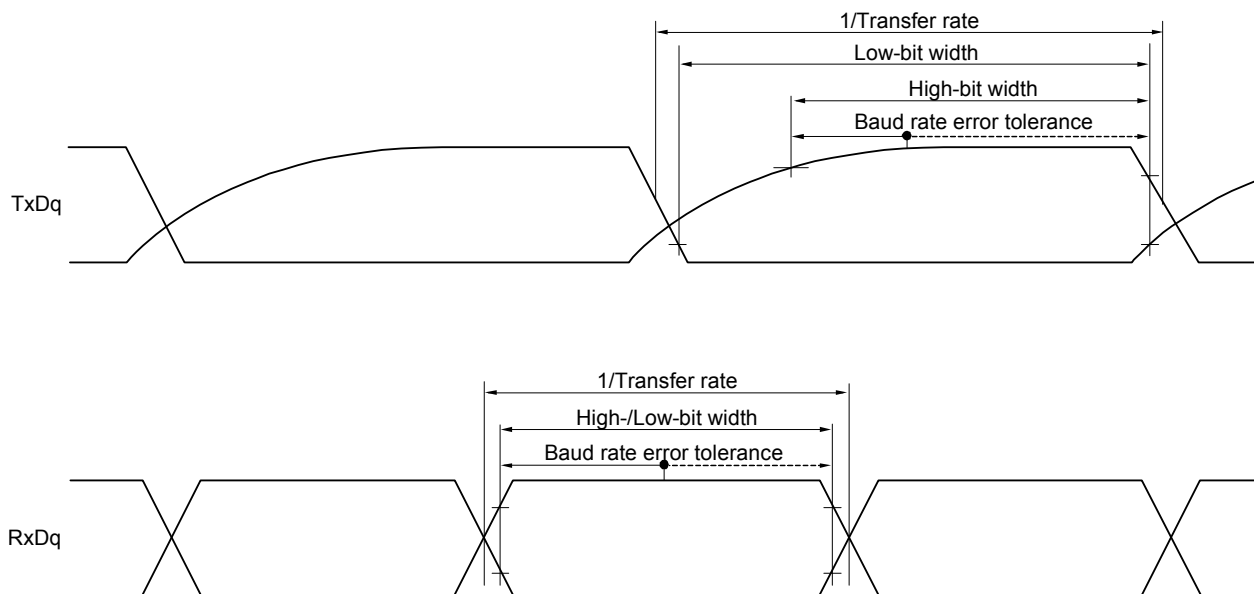 1/Transfer rate
Low-bit width
High-bit width
Baud rate error tolerance
TxDq
1/Transfer rate
High-/Low-bit width
Baud rate error tolerance
RxDq